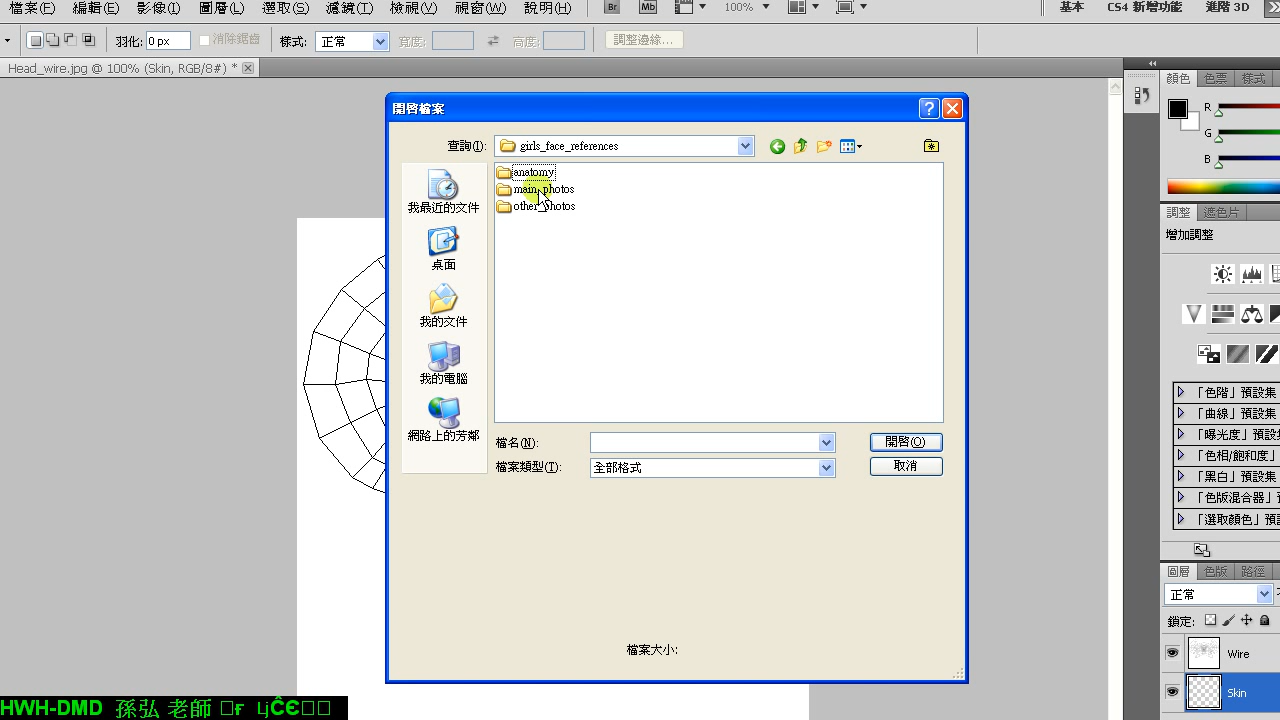 檔案(F) 編輯(E) 影像(I) 圖層(L) 選取(S) 濾鏡(T) 檢視(V) 視窗(W) 說明(H) Br Mb 100% 基本 CS4 新增功能 進階 3D
羽化: 0 px 消除鋸齒 樣式: 正常 寬度: 高度: 調整邊緣...
Head_wire.jpg @ 100% (Skin, RGB/8#) *
開啓檔案
查詢(I): girls_face_references
anatomy
main_photos
other_photos
我最近的文件
桌面
我的文件
我的電腦
網路上的芳鄰
檔名(N): 開啓(O)
檔案類型(T): 全部格式 取消
檔案大小:
顏色 色票 樣式
R
G
B
調整 遮色片
增加調整
「色階」預設集
「曲線」預設集
「曝光度」預設集
「色相/飽和度」
「黑白」預設集
「色版混合器」預
「選取顏色」預設
圖層 色版 路徑
正常
鎖定:
Wire
Skin
HWH-DMD 孫弘 老師